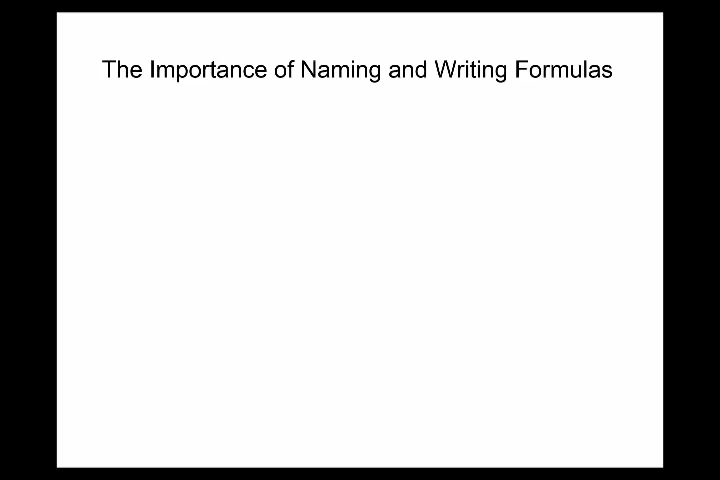 The Importance of Naming and Writing Formulas